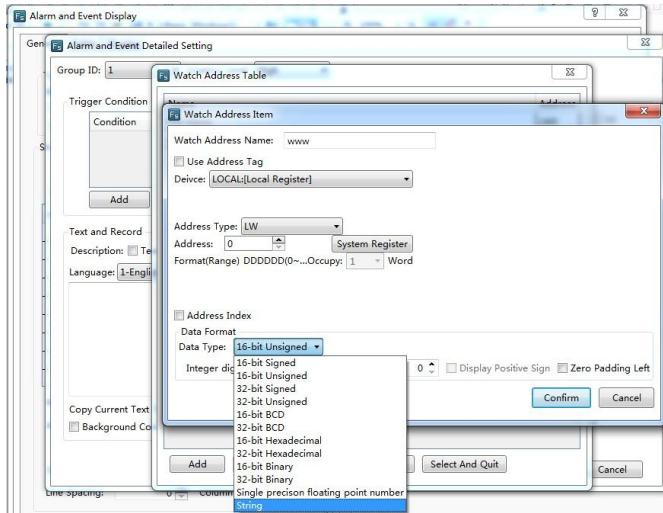 Alarm and Event Display
Gen
Alarm and Event Detailed Setting
Group ID: 1
Watch Address Table
Trigger Condition
Condition
Watch Address Item
Watch Address Name: www
Use Address Tag
Deivce: LOCAL:[Local Register]
Add
Address Type: LW
Text and Record
Address: 0 System Register
Description: Te
Format(Range) DDDDDD(0~...Occupy: 1 Word
Language: 1-Engli
Address Index
Data Format
Data Type: 16-bit Unsigned
Integer dig 0 Display Positive Sign Zero Padding Left
16-bit Signed
16-bit Unsigned
32-bit Signed
32-bit Unsigned
16-bit BCD
32-bit BCD
16-bit Hexadecimal
32-bit Hexadecimal
16-bit Binary
32-bit Binary
Single precison floating point number
String
Confirm Cancel
Copy Current Text
Background Co
Add Select And Quit Cancel
Line Spacing: 0 Column